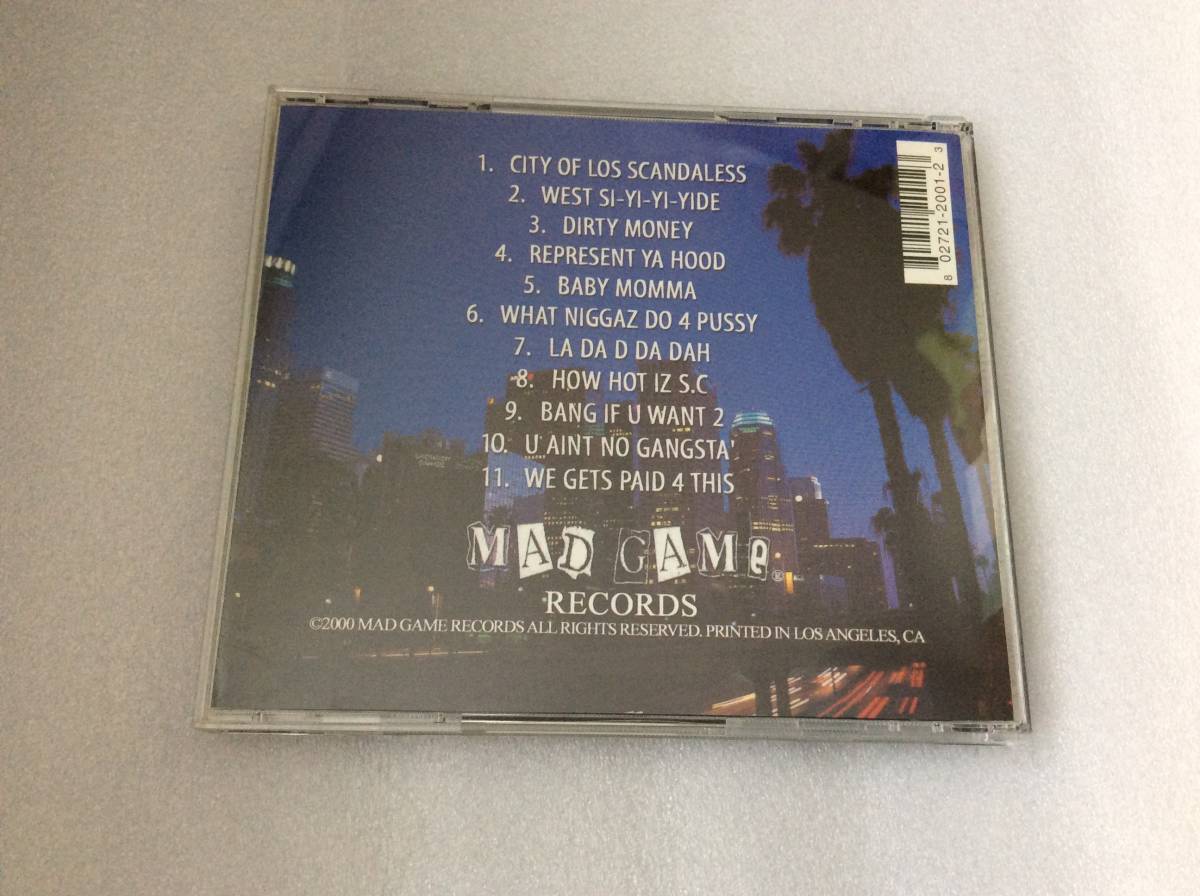 1. CITY OF LOS SCANDALESS
2. WEST SI-YI-YI-YIDE
3. DIRTY MONEY
4. REPRESENT YA HOOD
5. BABY MOMMA
6. WHAT NIGGAZ DO 4 PUSSY
7. LA DA D DA DAH
8. HOW HOT IZ S.C
9. BANG IF U WANT 2
10. U AINT NO GANGSTA'
11. WE GETS PAID 4 THIS
MAD GAMe
RECORDS
©2000 MAD GAME RECORDS ALL RIGHTS RESERVED. PRINTED IN LOS ANGELES, CA
8 02721-2001-2 3